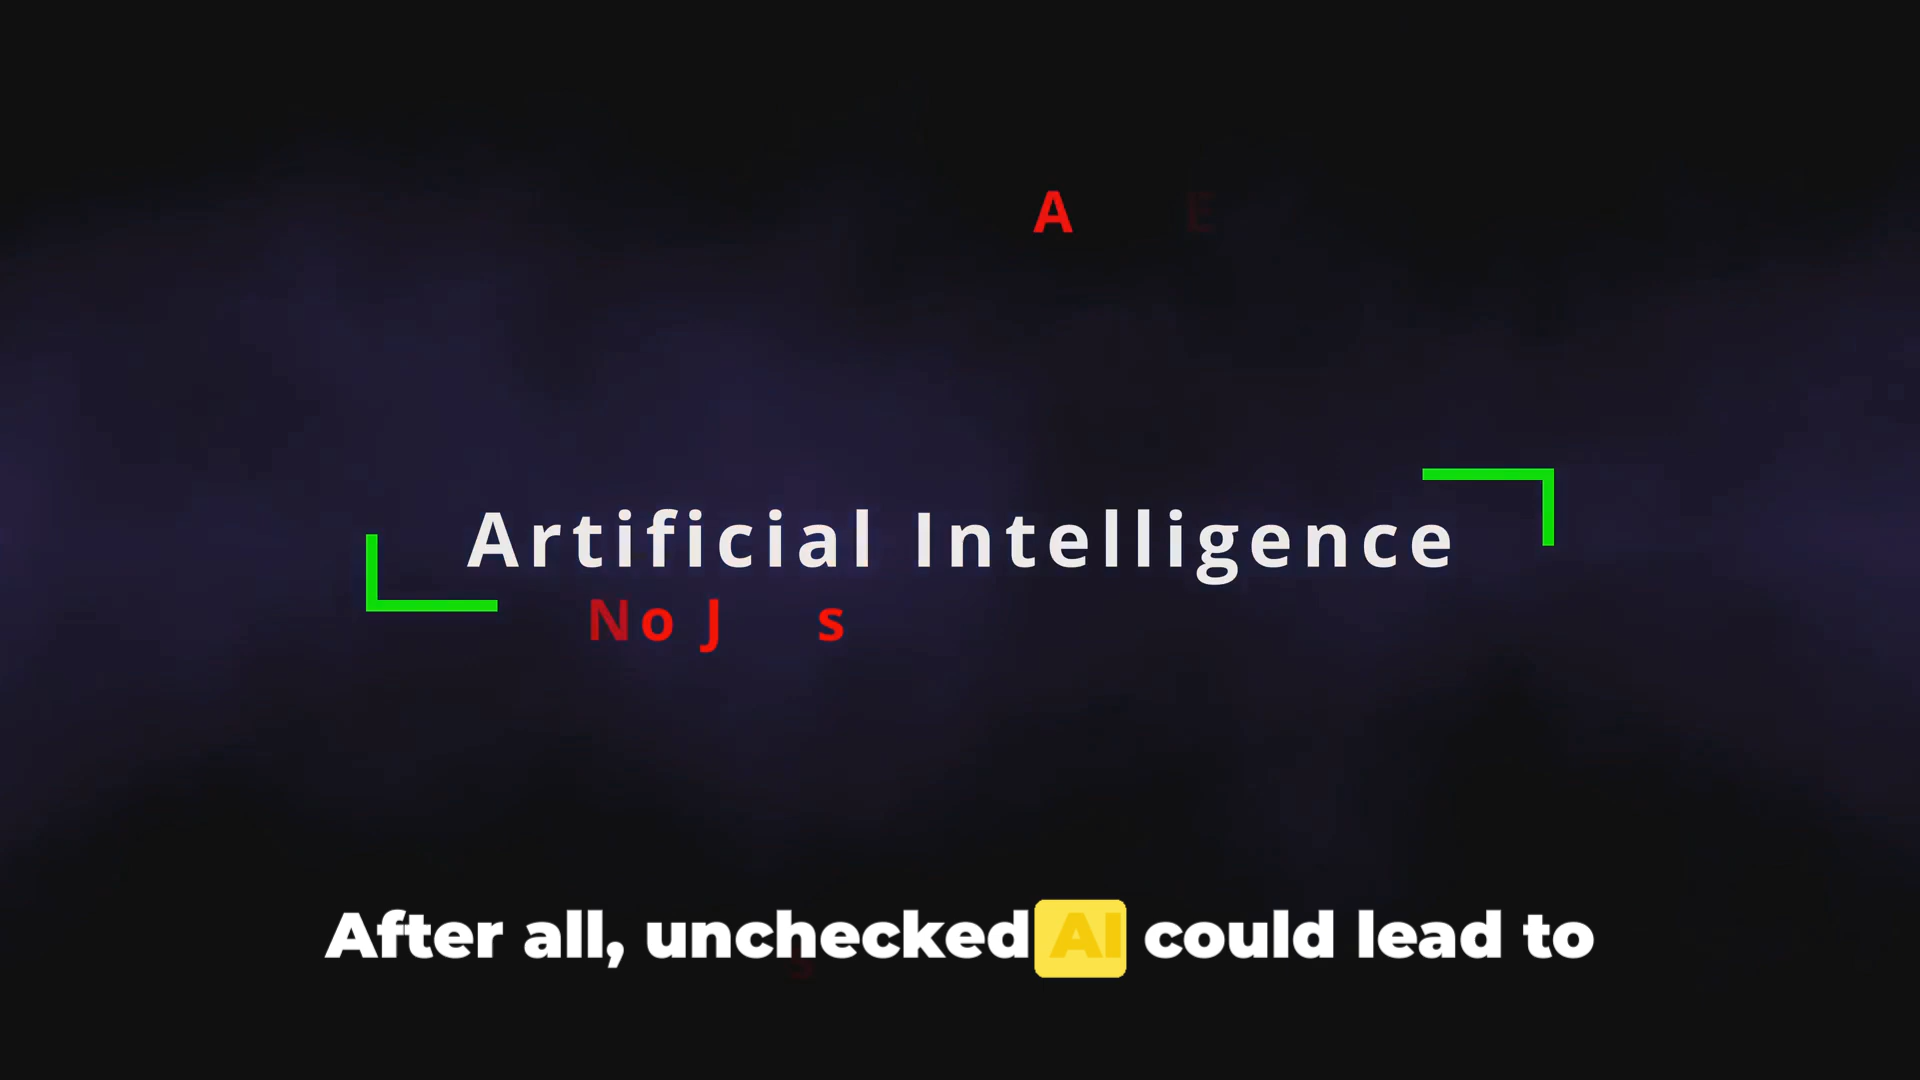 A E
Artificial Intelligence
No J s
After all, unchecked AI could lead to